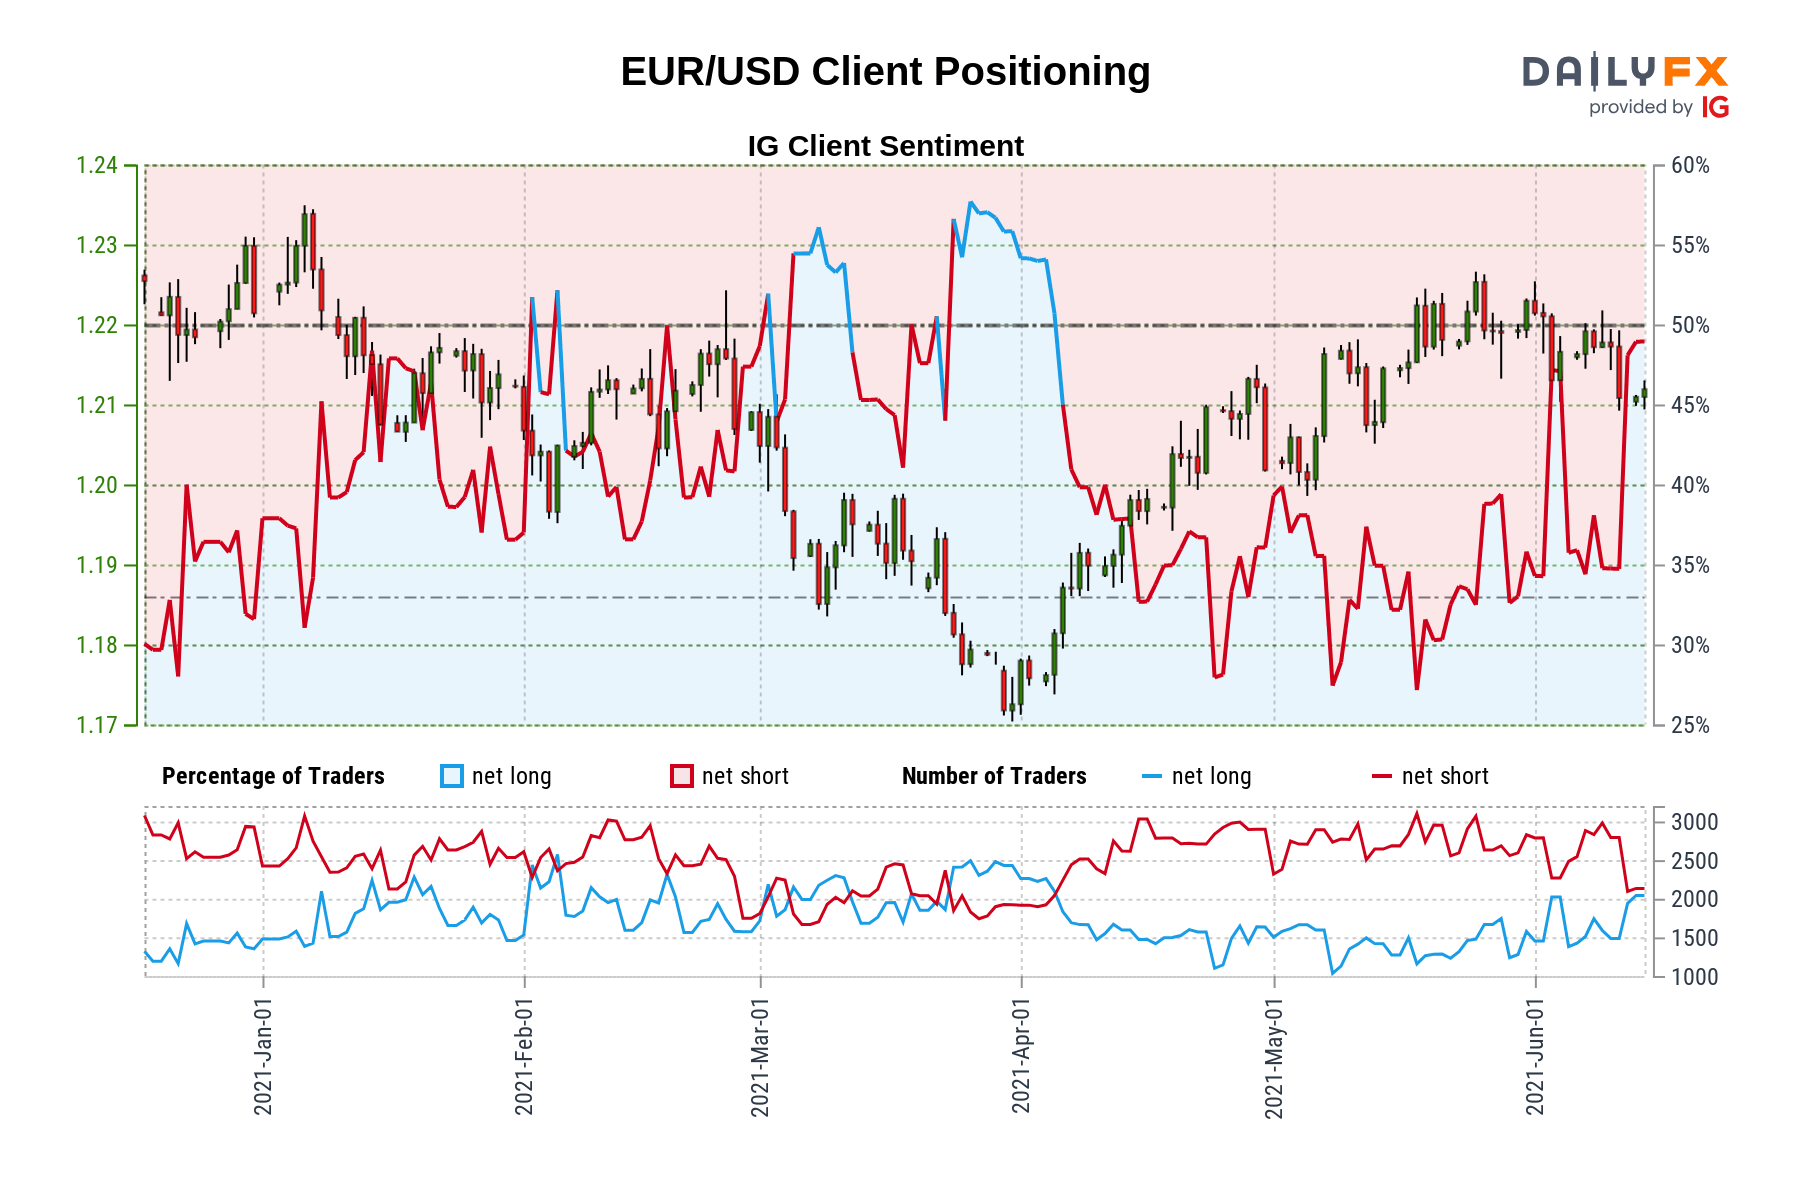 EUR/USD Client Positioning
DAILYFX
provided by IG
IG Client Sentiment
1.24
1.23
1.22
1.21
1.20
1.19
1.18
1.17
60%
55%
50%
45%
40%
35%
30%
25%
Percentage of Traders
net long
net short
Number of Traders
net long
net short
3000
2500
2000
1500
1000
2021-Jan-01
2021-Feb-01
2021-Mar-01
2021-Apr-01
2021-May-01
2021-Jun-01